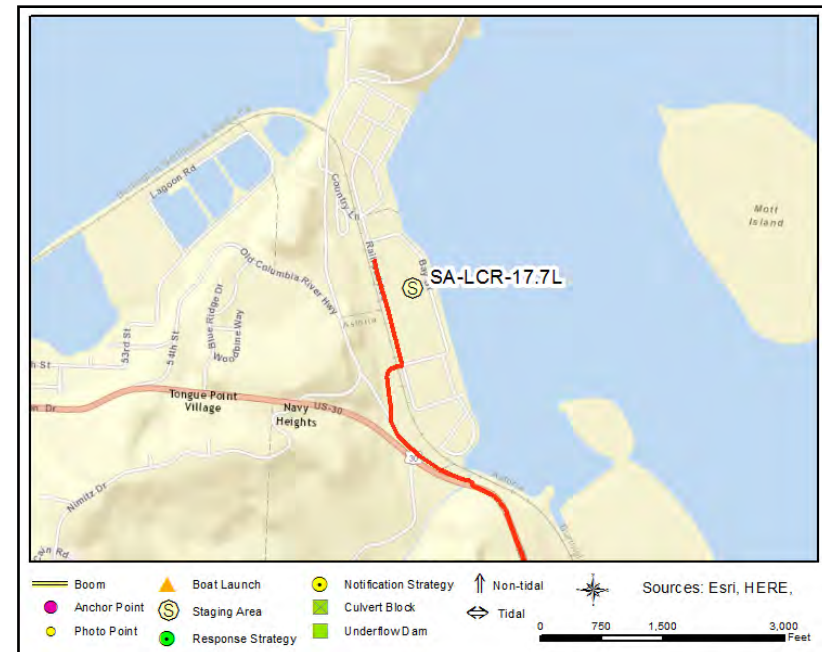 Lagoon Rd
Country Ln
Mott
Island
SA-LCR-17.7L
S
Bay St
Old Columbia River Hwy
Astoria
Blue Ridge Dr
Woodbine Way
53rd St
54th St
h St
Tongue Point
Village
Navy
Heights
US-30
30
Nimitz Dr
Astoria
Boom
Boat Launch
Notification Strategy
Non-tidal
Sources: Esri, HERE,
Anchor Point
S
Staging Area
Culvert Block
Tidal
Photo Point
Response Strategy
Underflow Dam
0 750 1,500 3,000
Feet